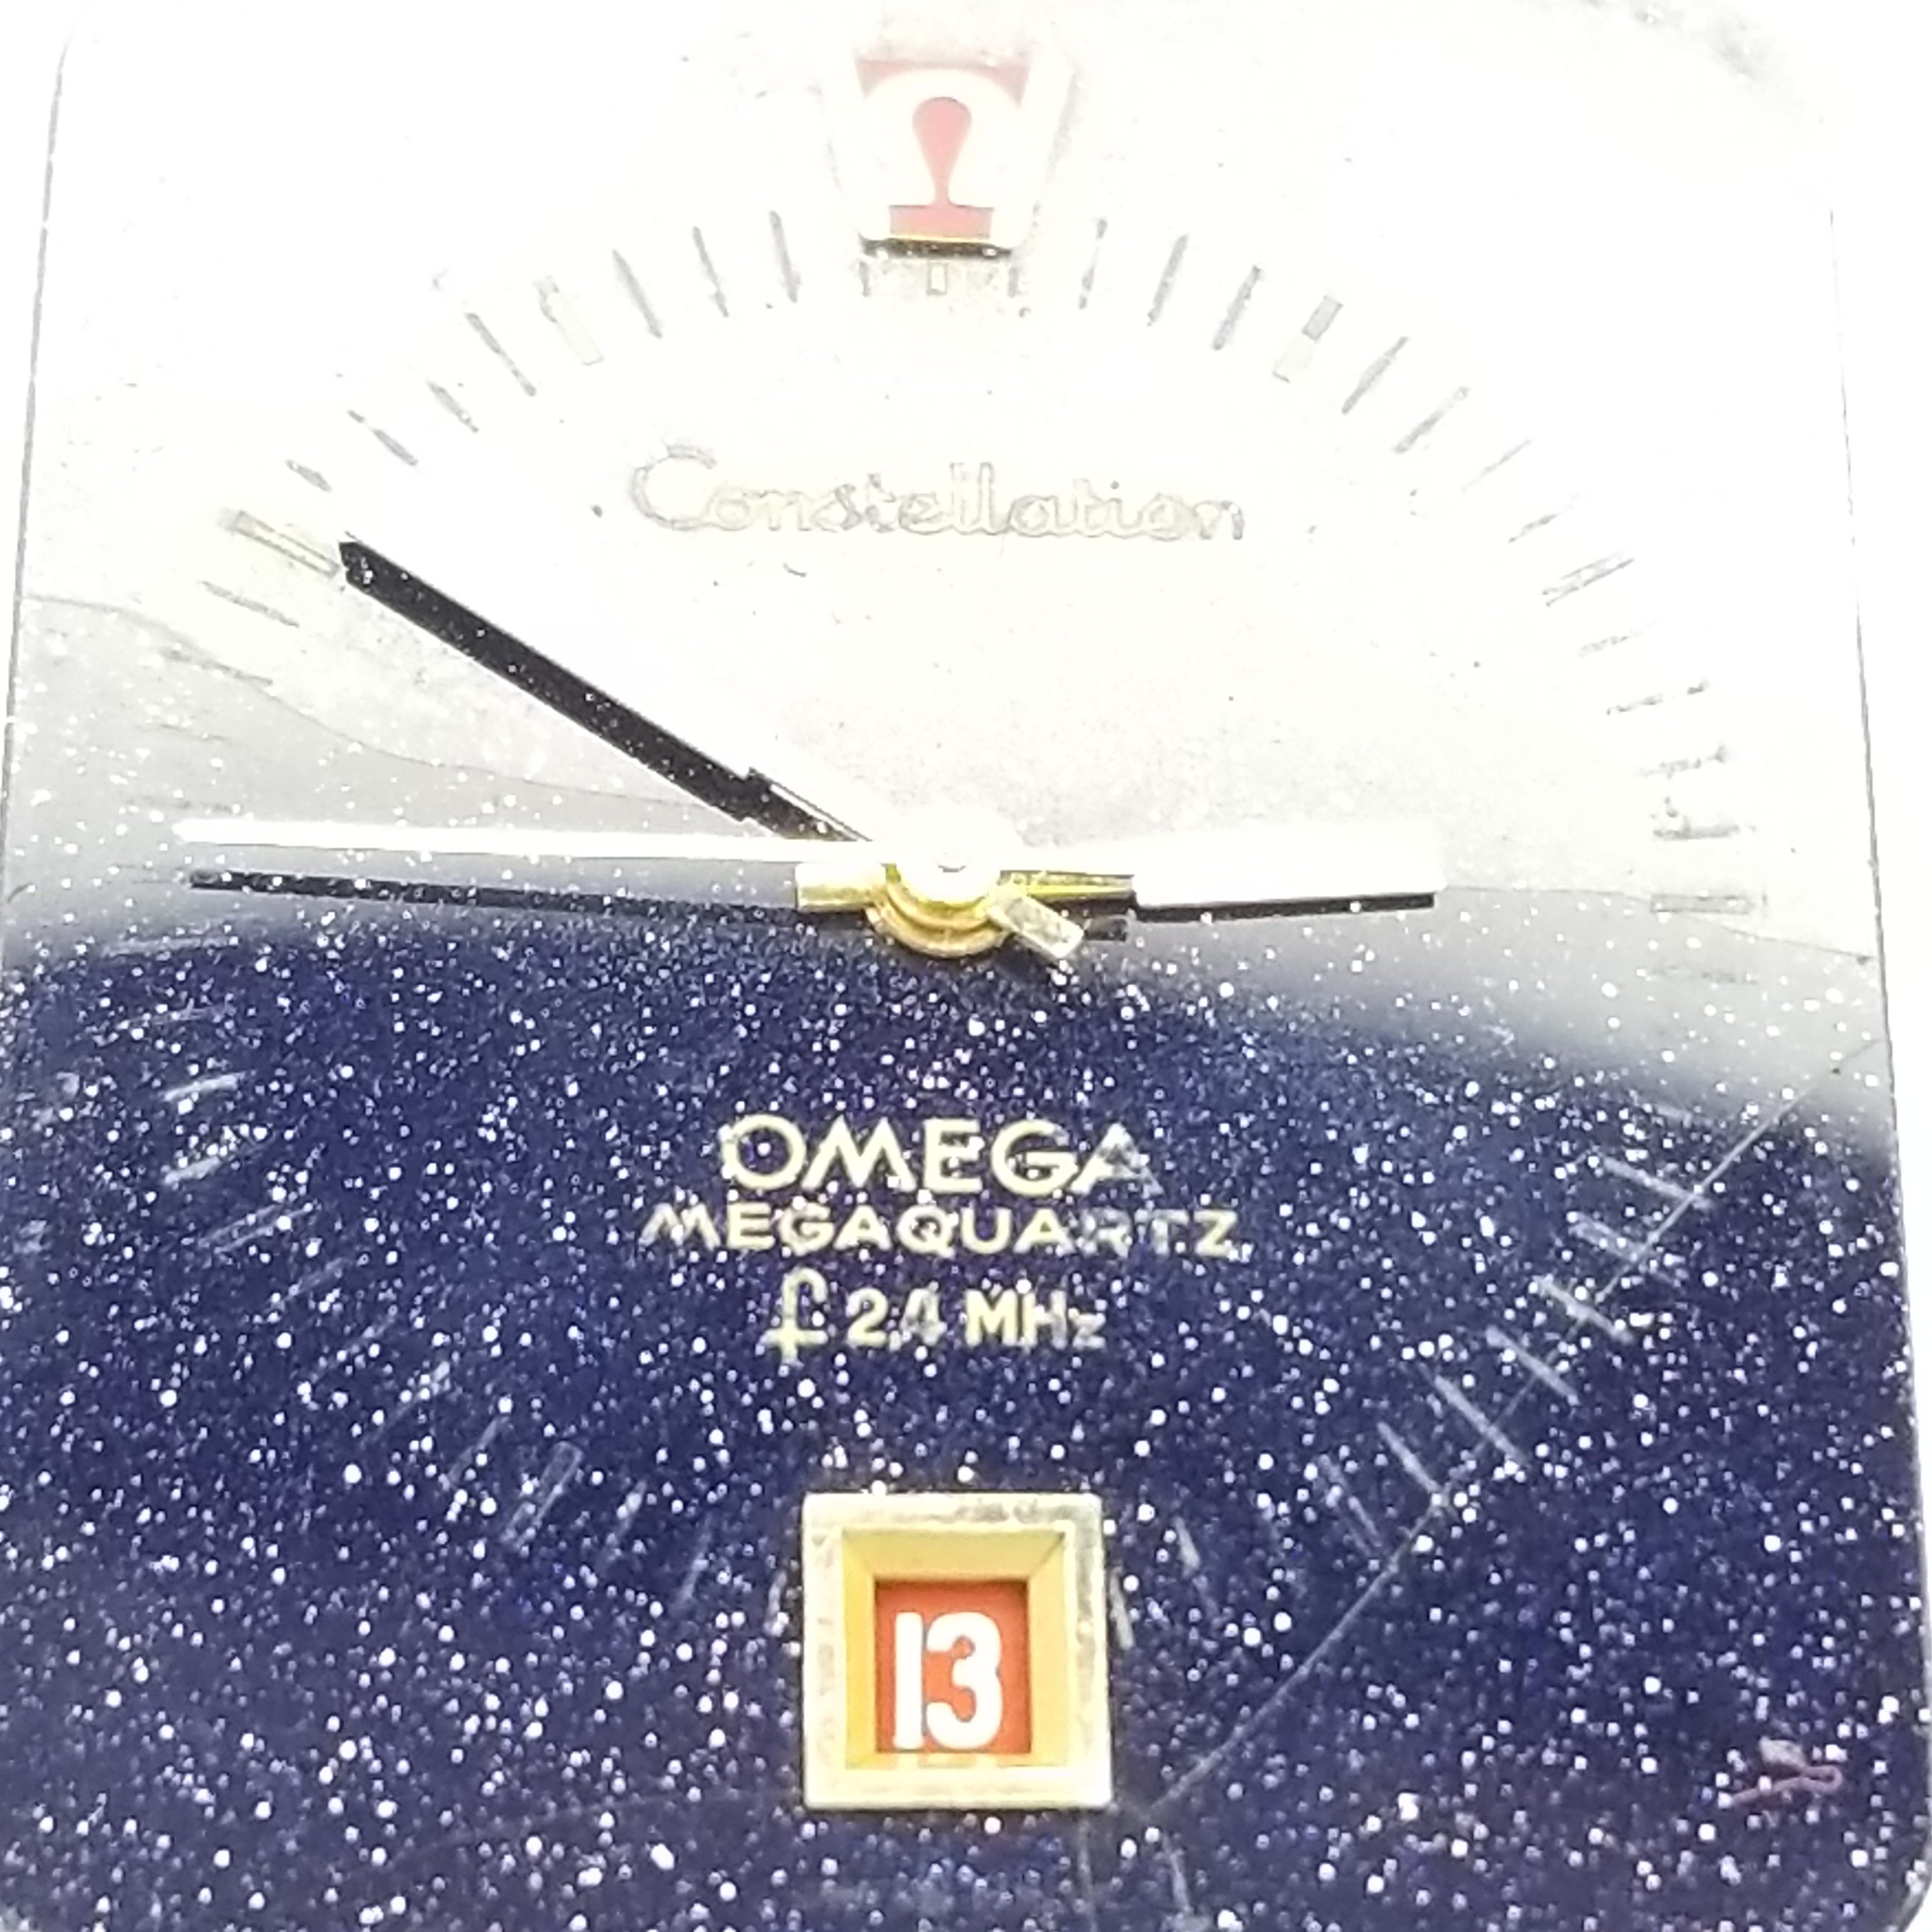 Ω
Constellation
OMEGA
MEGAQUARTZ
f 2.4 MHz
13